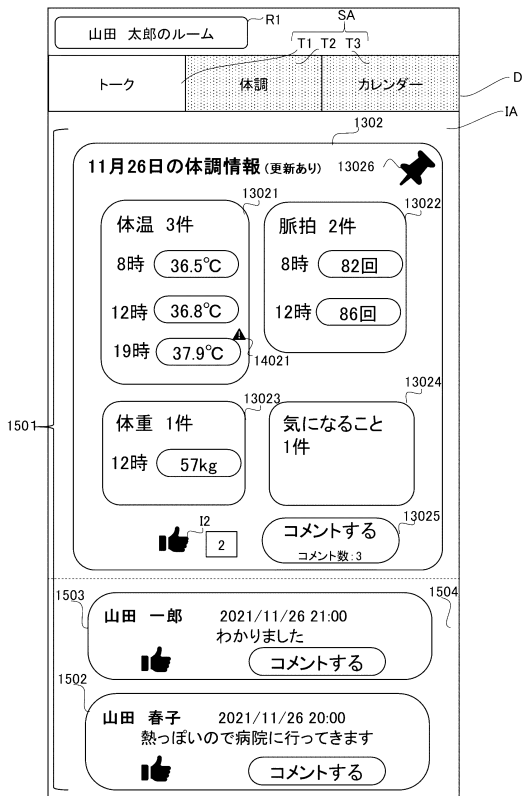 山田 太郎のルーム
R1
SA
T1 T2 T3
トーク
体調
カレンダー
D
IA
1302
11月26日の体調情報(更新あり)
13026
13021
13022
体温 3件
8時 36.5℃
12時 36.8℃
19時 37.9℃
14021
脈拍 2件
8時 82回
12時 86回
13023
13024
1501
体重 1件
12時 57kg
気になること
1件
I2
2
13025
コメントする
コメント数:3
1503
1504
山田 一郎 2021/11/26 21:00
わかりました
コメントする
1502
山田 春子 2021/11/26 20:00
熱っぽいので病院に行ってきます
コメントする